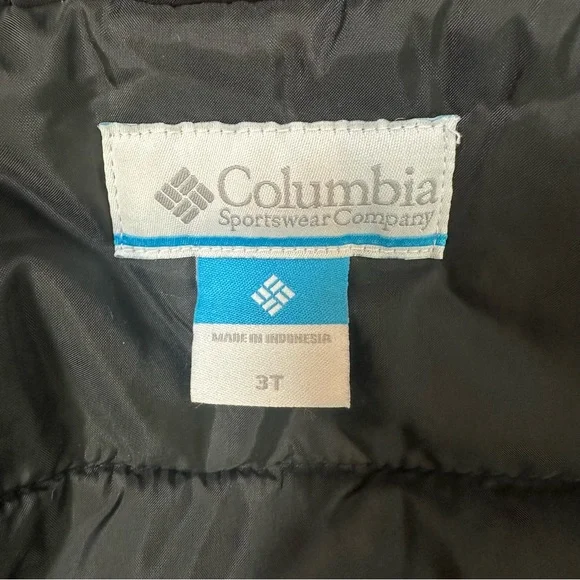 Columbia
Sportswear Company
MADE IN INDONESIA
3T